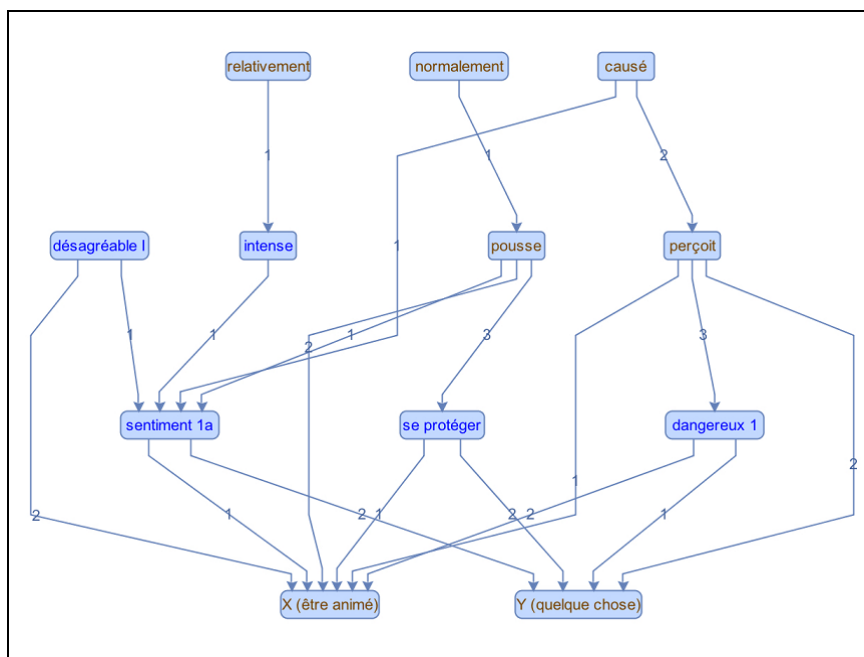 relativement
normalement
causé
1
1
2
désagréable I
intense
pousse
perçoit
1
1
1
2
1
3
3
sentiment 1a
se protéger
dangereux 1
1
2
2
1
2
1
2
2
1
X (être animé)
Y (quelque chose)